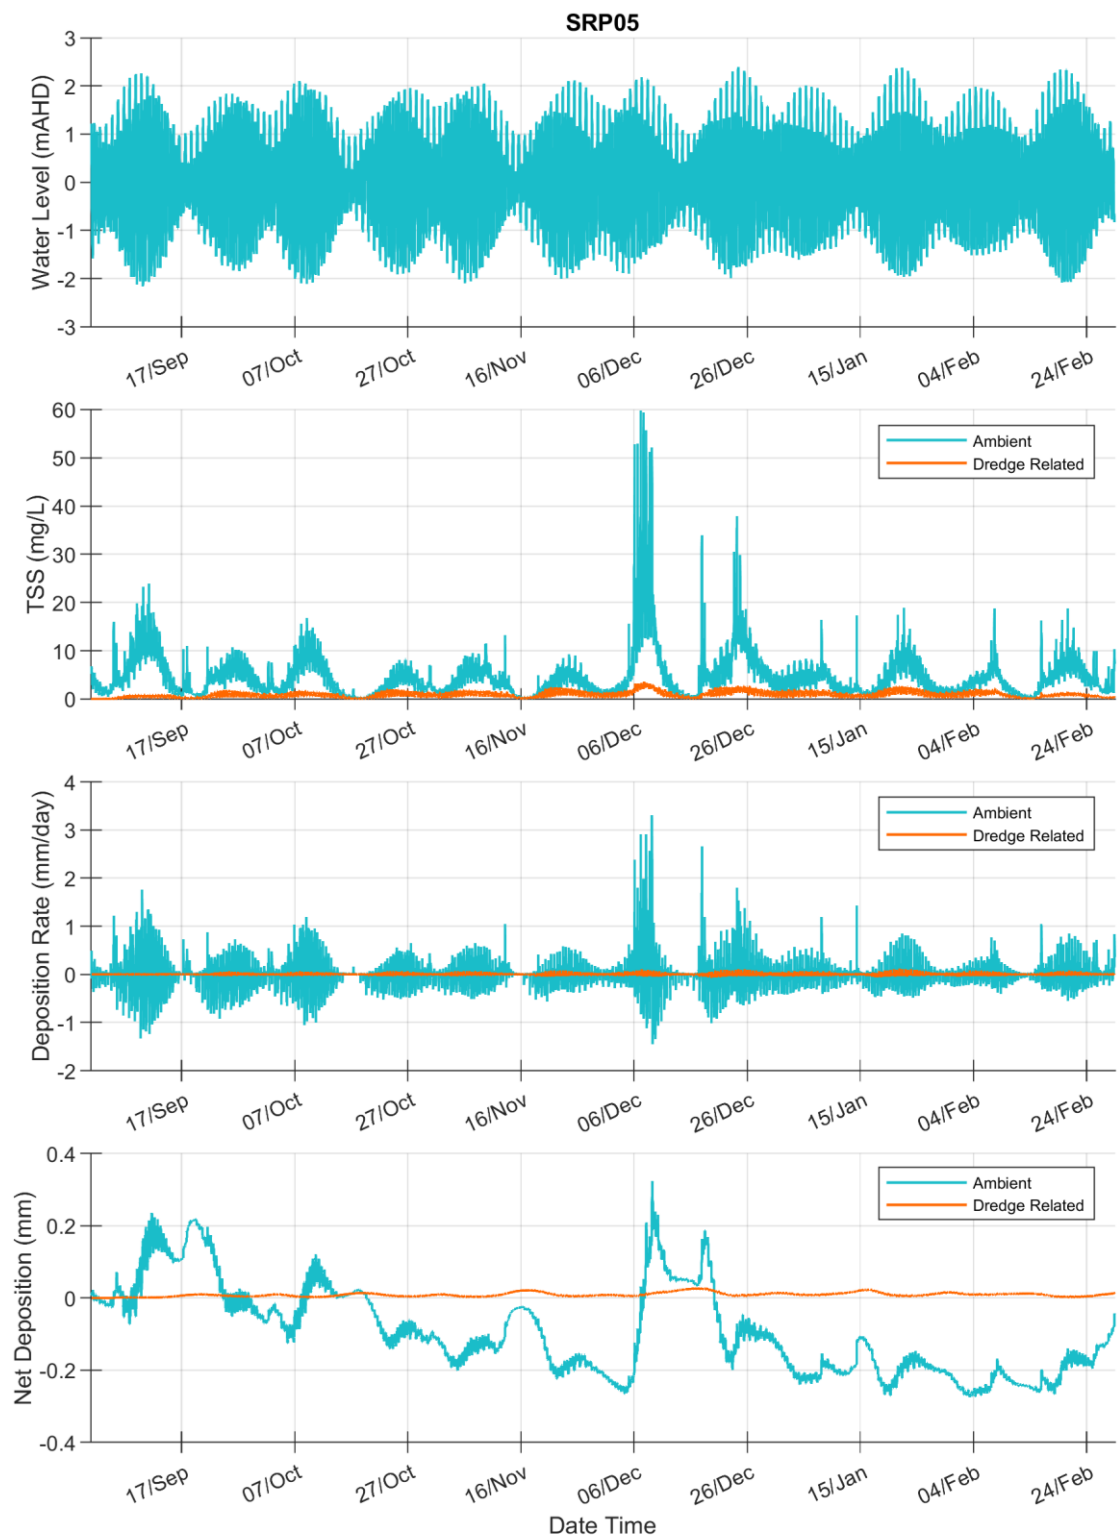 SRP05
Water Level (mAHD)
3
2
1
0
-1
-2
-3
17/Sep
07/Oct
27/Oct
16/Nov
06/Dec
26/Dec
15/Jan
04/Feb
24/Feb
TSS (mg/L)
60
50
40
30
20
10
0
Ambient
Dredge Related
17/Sep
07/Oct
27/Oct
16/Nov
06/Dec
26/Dec
15/Jan
04/Feb
24/Feb
Deposition Rate (mm/day)
4
3
2
1
0
-1
-2
Ambient
Dredge Related
17/Sep
07/Oct
27/Oct
16/Nov
06/Dec
26/Dec
15/Jan
04/Feb
24/Feb
Net Deposition (mm)
0.4
0.2
0
-0.2
-0.4
Ambient
Dredge Related
17/Sep
07/Oct
27/Oct
16/Nov
06/Dec
26/Dec
15/Jan
04/Feb
24/Feb
Date Time